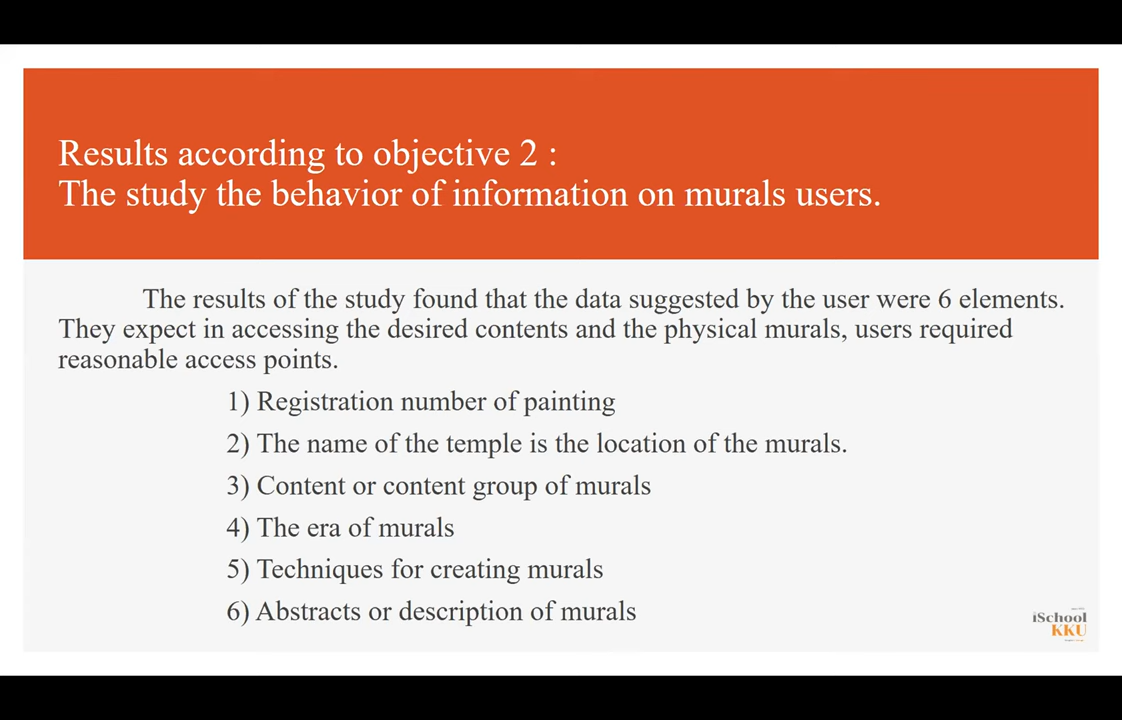 Results according to objective 2 :
The study the behavior of information on murals users.
The results of the study found that the data suggested by the user were 6 elements.
They expect in accessing the desired contents and the physical murals, users required
reasonable access points.
1) Registration number of painting
2) The name of the temple is the location of the murals.
3) Content or content group of murals
4) The era of murals
5) Techniques for creating murals
6) Abstracts or description of murals
iSchool
KKU